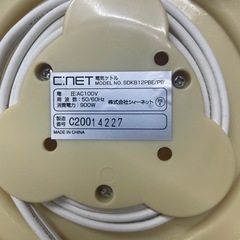 C:NET 電気ケトル
MODEL NO. SDKB12PBE/PB
電　圧:AC100V
周 波 数:50/60Hz
消費電力:900W
株式会社シィーネット
製造番号 C20014227
MADE IN CHINA